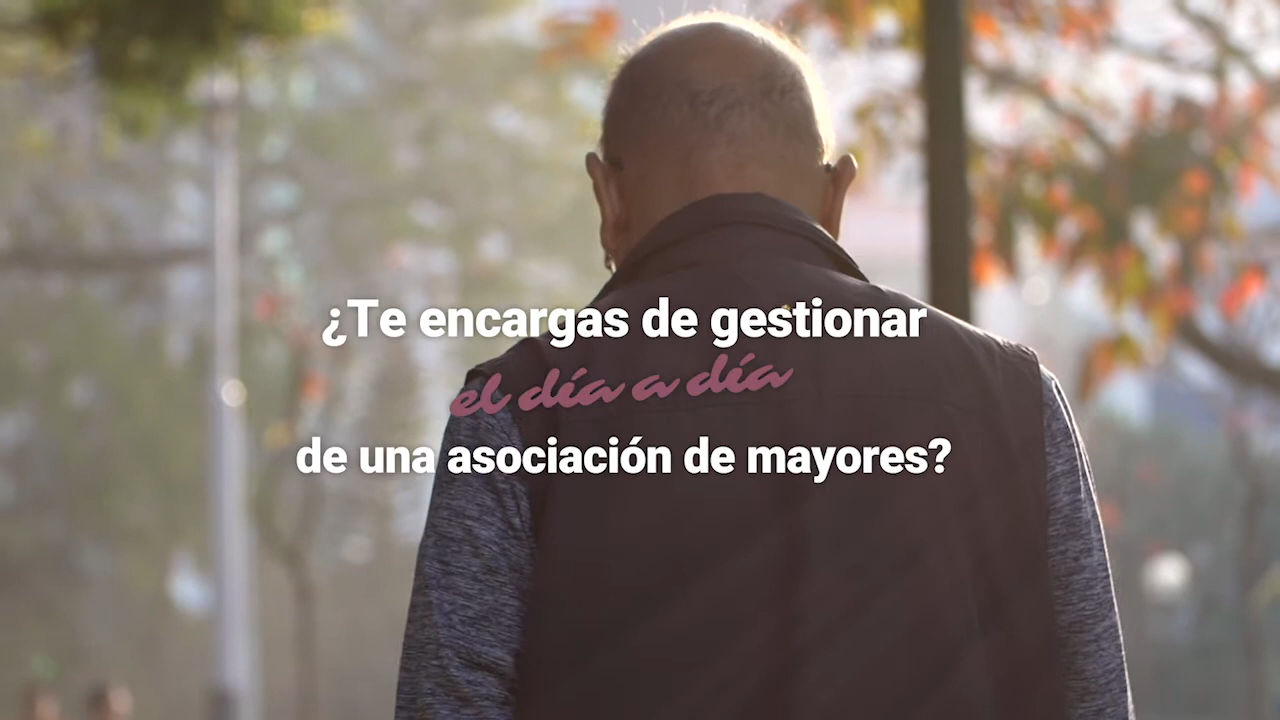 ¿Te encargas de gestionar
el día a día
de una asociación de mayores?